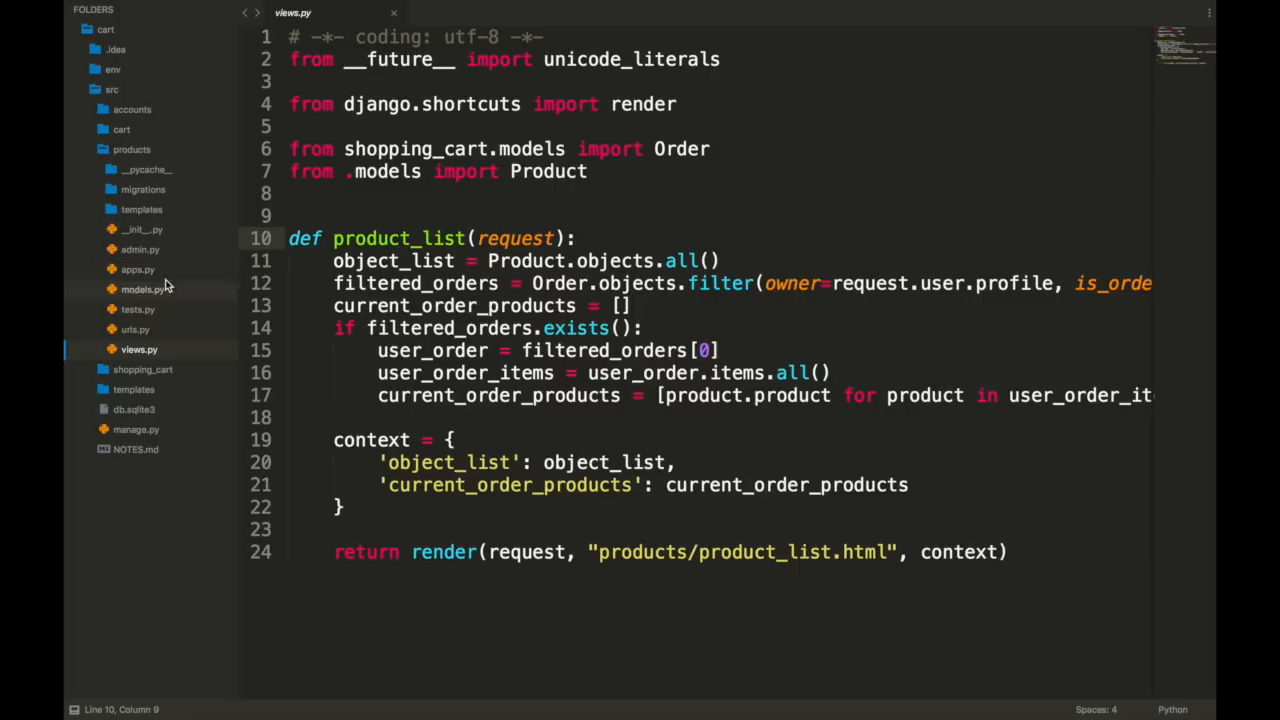 FOLDERS
cart
.idea
env
src
accounts
cart
products
__pycache__
migrations
templates
__init__.py
admin.py
apps.py
models.py
tests.py
urls.py
views.py
shopping_cart
templates
db.sqlite3
manage.py
NOTES.md
views.py
1 # -*- coding: utf-8 -*-
2 from __future__ import unicode_literals
3
4 from django.shortcuts import render
5
6 from shopping_cart.models import Order
7 from .models import Product
8
9
10 def product_list(request):
11     object_list = Product.objects.all()
12     filtered_orders = Order.objects.filter(owner=request.user.profile, is_orde
13     current_order_products = []
14     if filtered_orders.exists():
15         user_order = filtered_orders[0]
16         user_order_items = user_order.items.all()
17         current_order_products = [product.product for product in user_order_it
18
19     context = {
20         'object_list': object_list,
21         'current_order_products': current_order_products
22     }
23
24     return render(request, "products/product_list.html", context)
Line 10, Column 9
Spaces: 4
Python